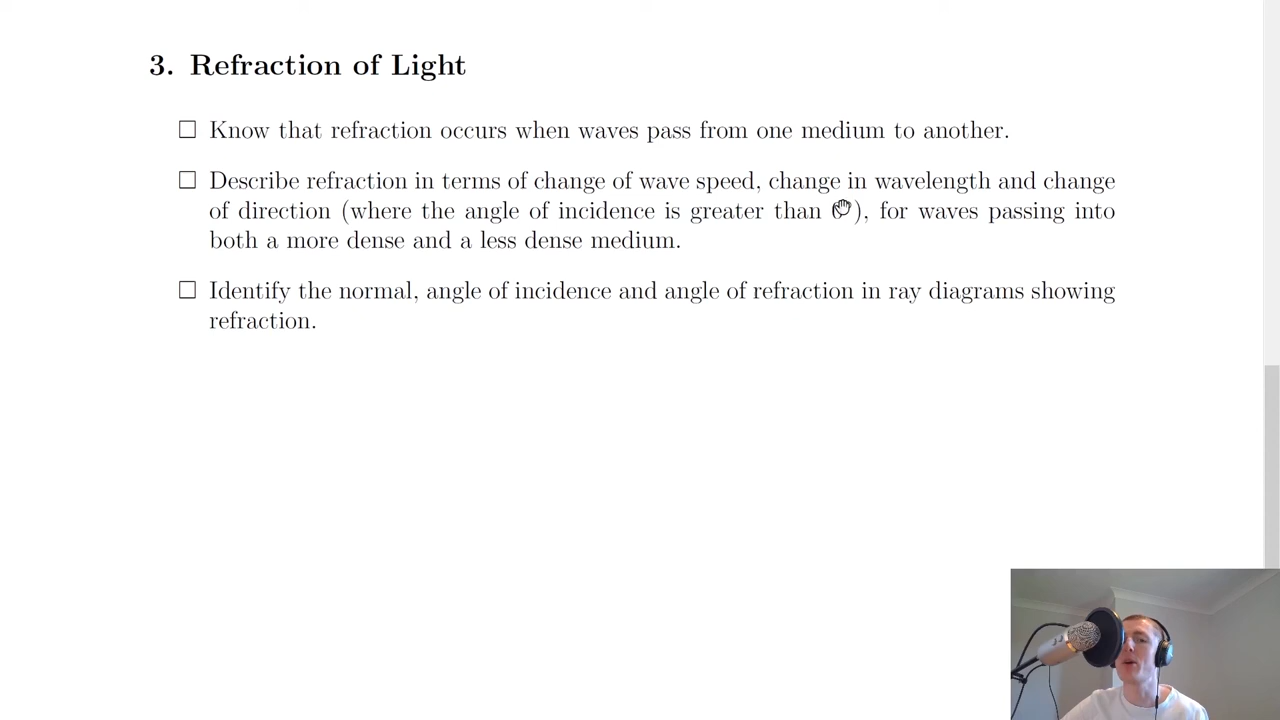 3. Refraction of Light
Know that refraction occurs when waves pass from one medium to another.
Describe refraction in terms of change of wave speed, change in wavelength and change
of direction (where the angle of incidence is greater than ), for waves passing into
both a more dense and a less dense medium.
Identify the normal, angle of incidence and angle of refraction in ray diagrams showing
refraction.